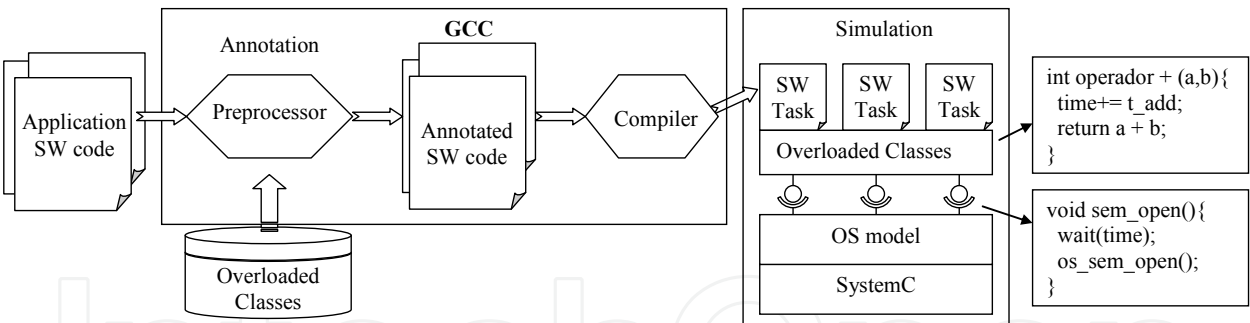 GCC
Annotation
Application
SW code
Preprocessor
Annotated
SW code
Compiler
Overloaded
Classes
Simulation
SW
Task
SW
Task
SW
Task
Overloaded Classes
OS model
SystemC
int operador + (a,b){
time+= t_add;
return a + b;
}
void sem_open(){
wait(time);
os_sem_open();
}